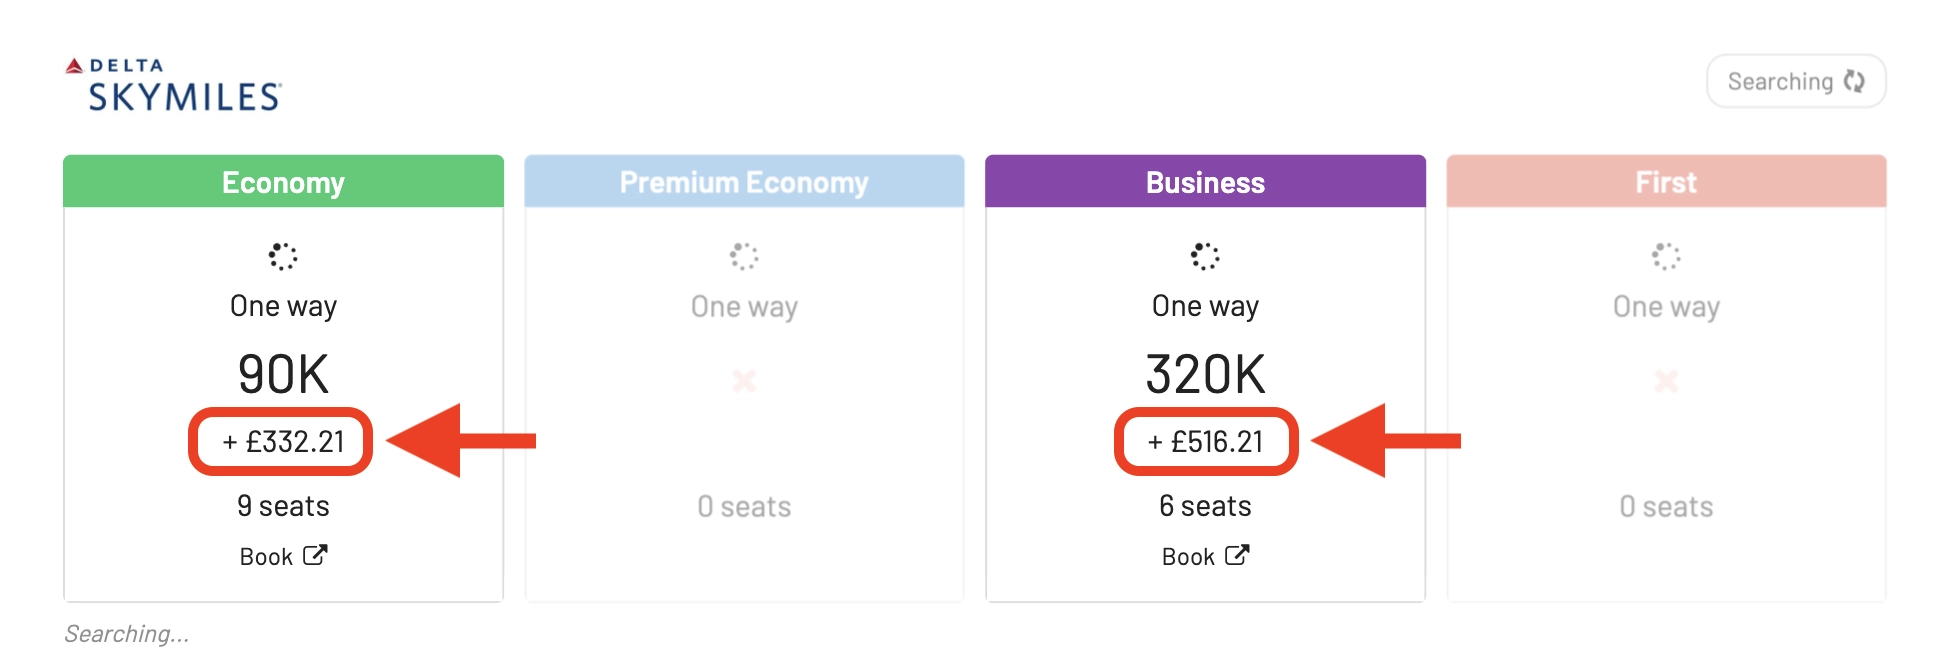 DELTA
SKYMILES
Searching
Economy
One way
90K
+ £332.21
9 seats
Book
Premium Economy
One way
0 seats
Business
One way
320K
+ £516.21
6 seats
Book
First
One way
0 seats
Searching...